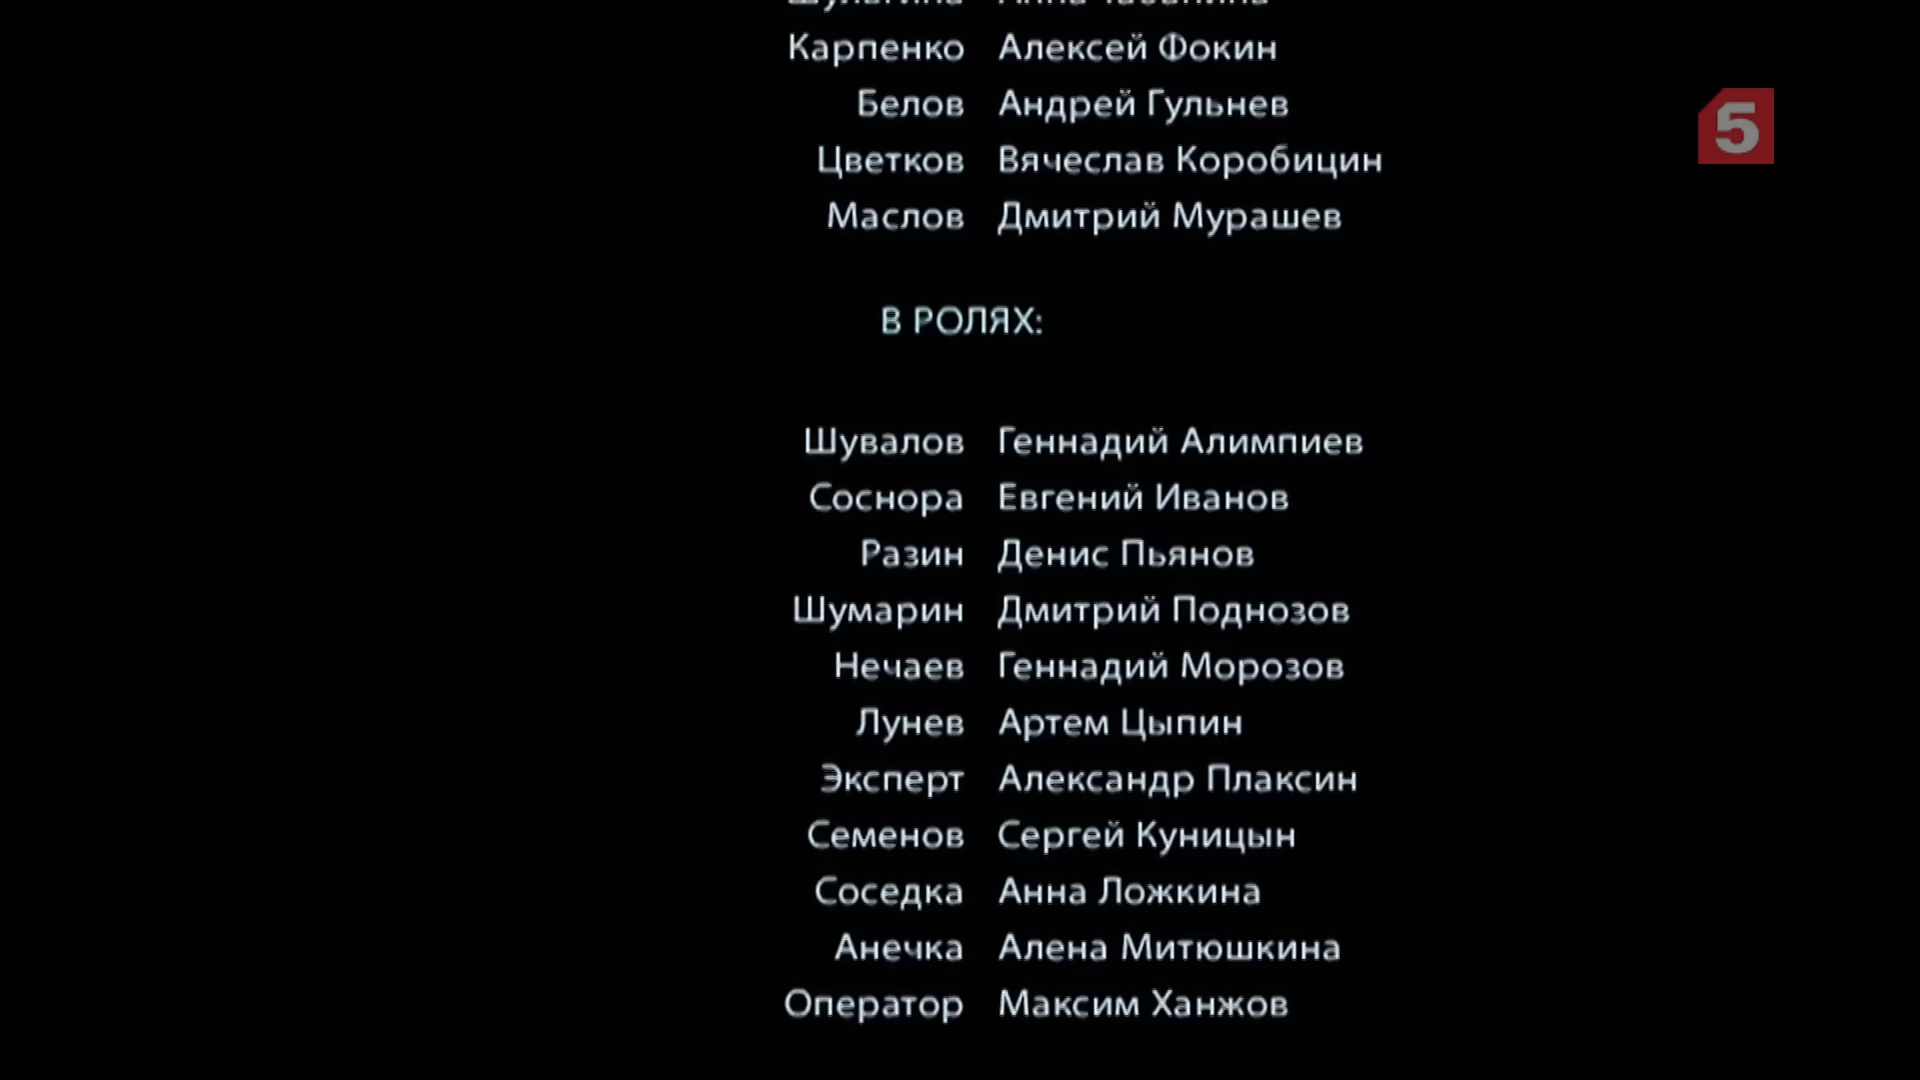 Карпенко Алексей Фокин
Белов Андрей Гульнев
Цветков Вячеслав Коробицин
Маслов Дмитрий Мурашев
5
В РОЛЯХ:
Шувалов Геннадий Алимпиев
Соснора Евгений Иванов
Разин Денис Пьянов
Шумарин Дмитрий Поднозов
Нечаев Геннадий Морозов
Лунев Артем Цыпин
Эксперт Александр Плаксин
Семенов Сергей Куницын
Соседка Анна Ложкина
Анечка Алена Митюшкина
Оператор Максим Ханжов